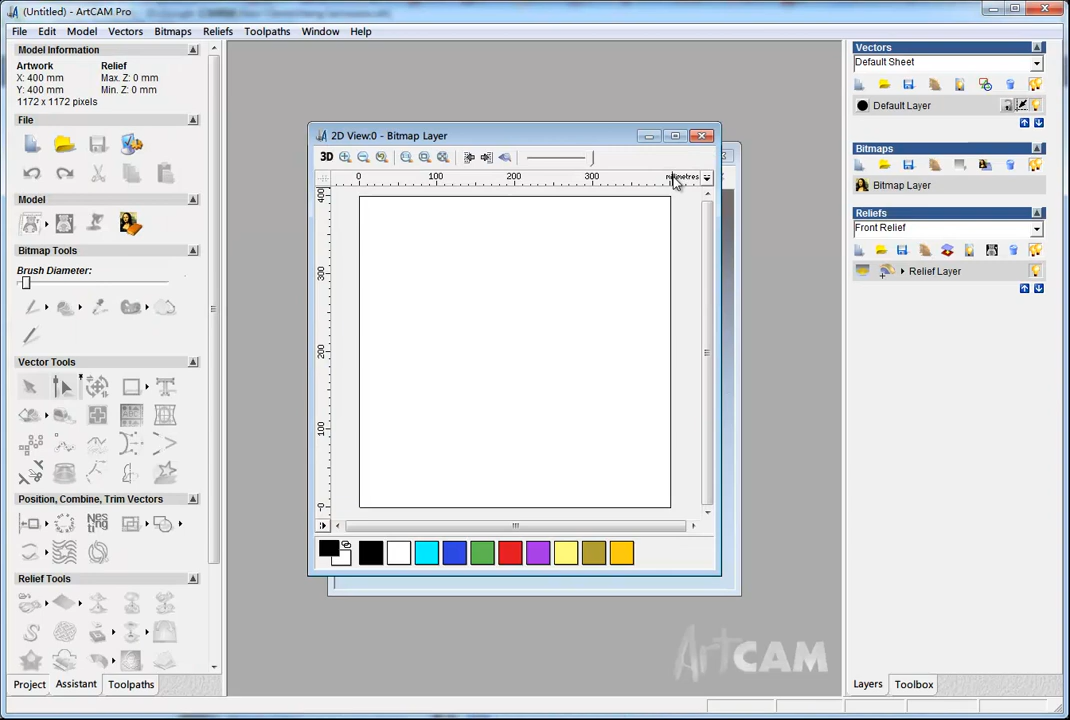 (Untitled) - ArtCAM Pro
File Edit Model Vectors Bitmaps Reliefs Toolpaths Window Help
Model Information
Artwork Relief
X: 400 mm Max. Z: 0 mm
Y: 400 mm Min. Z: 0 mm
1172 x 1172 pixels
File
Model
Bitmap Tools
Brush Diameter:
Vector Tools
ABC
Position, Combine, Trim Vectors
Nes
ting
Relief Tools
Project Assistant Toolpaths
2D View:0 - Bitmap Layer
3D
0 100 200 300
400
300
200
100
0
ArtCAM
Vectors
Default Sheet
Default Layer
Bitmaps
Bitmap Layer
Reliefs
Front Relief
Relief Layer
Layers Toolbox